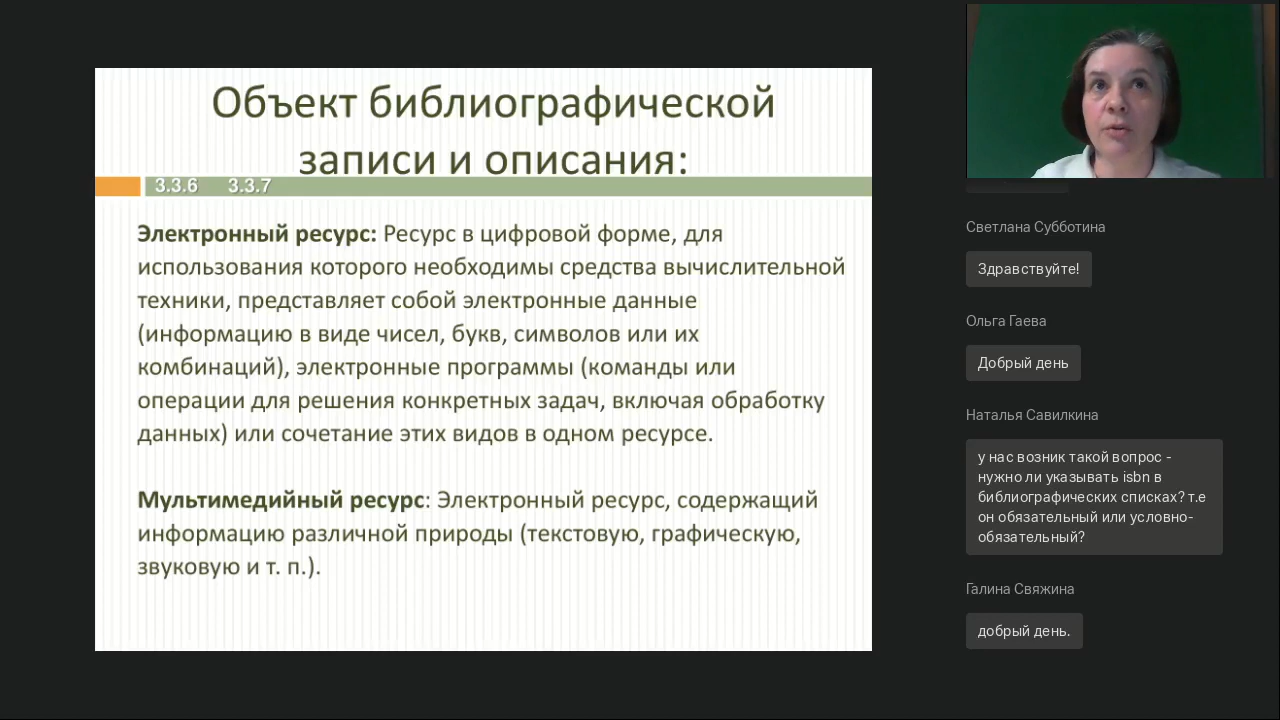 Объект библиографической
записи и описания:
3.3.6 3.3.7
Электронный ресурс: Ресурс в цифровой форме, для
использования которого необходимы средства вычислительной
техники, представляет собой электронные данные
(информацию в виде чисел, букв, символов или их
комбинаций), электронные программы (команды или
операции для решения конкретных задач, включая обработку
данных) или сочетание этих видов в одном ресурсе.
Мультимедийный ресурс: Электронный ресурс, содержащий
информацию различной природы (текстовую, графическую,
звуковую и т. п.).
Светлана Субботина
Здравствуйте!
Ольга Гаева
Добрый день
Наталья Савилкина
у нас возник такой вопрос -
нужно ли указывать isbn в
библиографических списках? т.е
он обязательный или условно-
обязательный?
Галина Свяжина
добрый день.